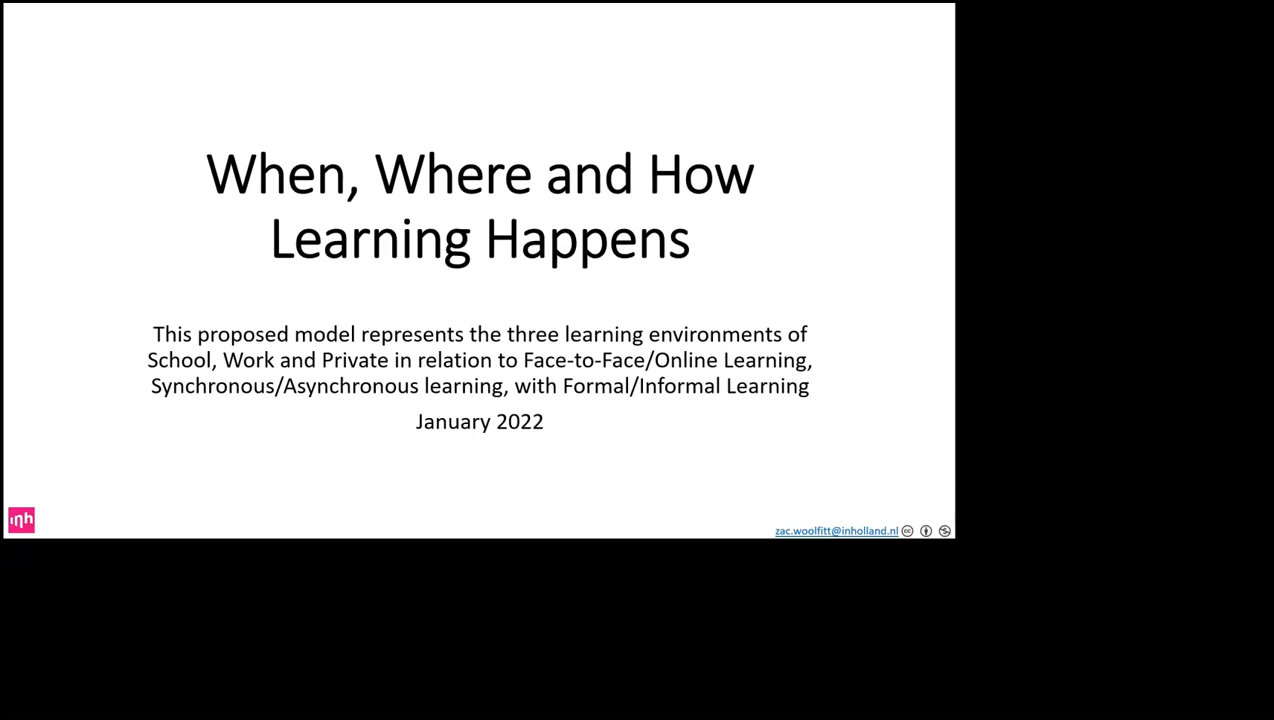 When, Where and How
Learning Happens
This proposed model represents the three learning environments of
School, Work and Private in relation to Face-to-Face/Online Learning,
Synchronous/Asynchronous learning, with Formal/Informal Learning
January 2022
inh
zac.woolfitt@inholland.nl